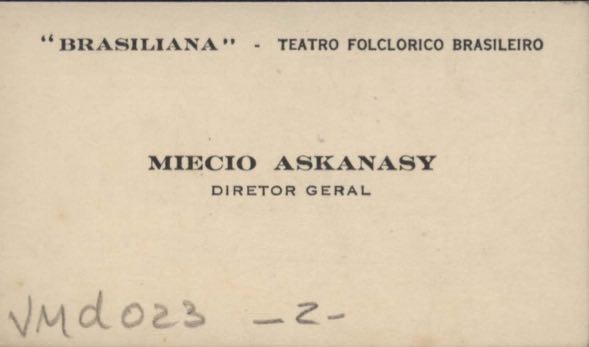 "BRASILIANA" - TEATRO FOLCLORICO BRASILEIRO
MIECIO ASKANASY
DIRETOR GERAL
VMd023 -2-